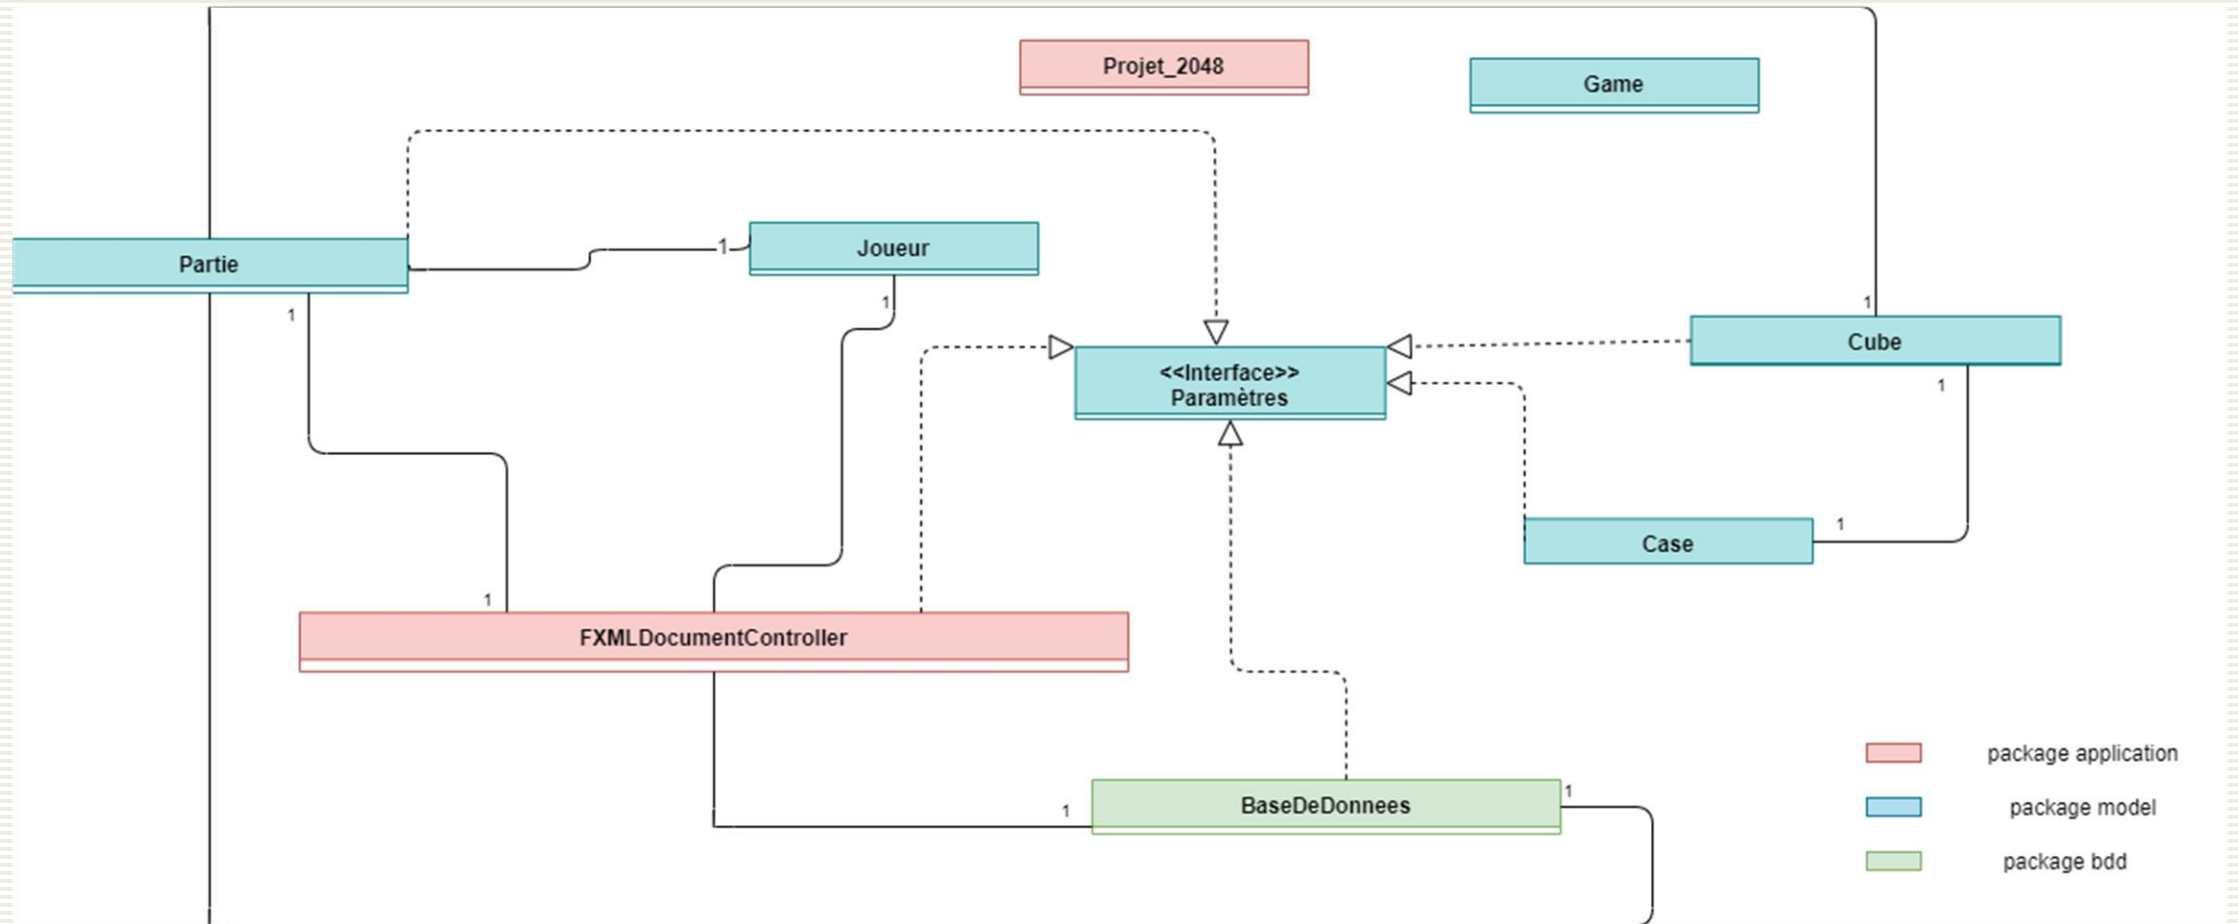 Projet_2048
Game
Partie
1
Joueur
1
1
1
<<Interface>>
Paramètres
Cube
1
1
Case
1
1
FXMLDocumentController
1
BaseDeDonnees
1
package application
package model
package bdd